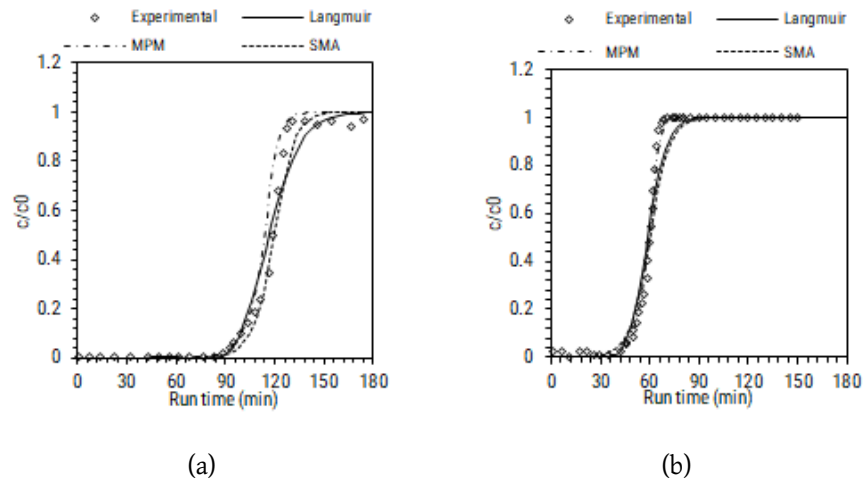 Experimental Langmuir
MPM SMA
1.2
1
0.8
0.6
0.4
0.2
0
c/c0
0 30 60 90 120 150 180
Run time (min)
(a)
Experimental Langmuir
MPM SMA
1.2
1
0.8
0.6
0.4
0.2
0
c/c0
0 30 60 90 120 150 180
Run time (min)
(b)